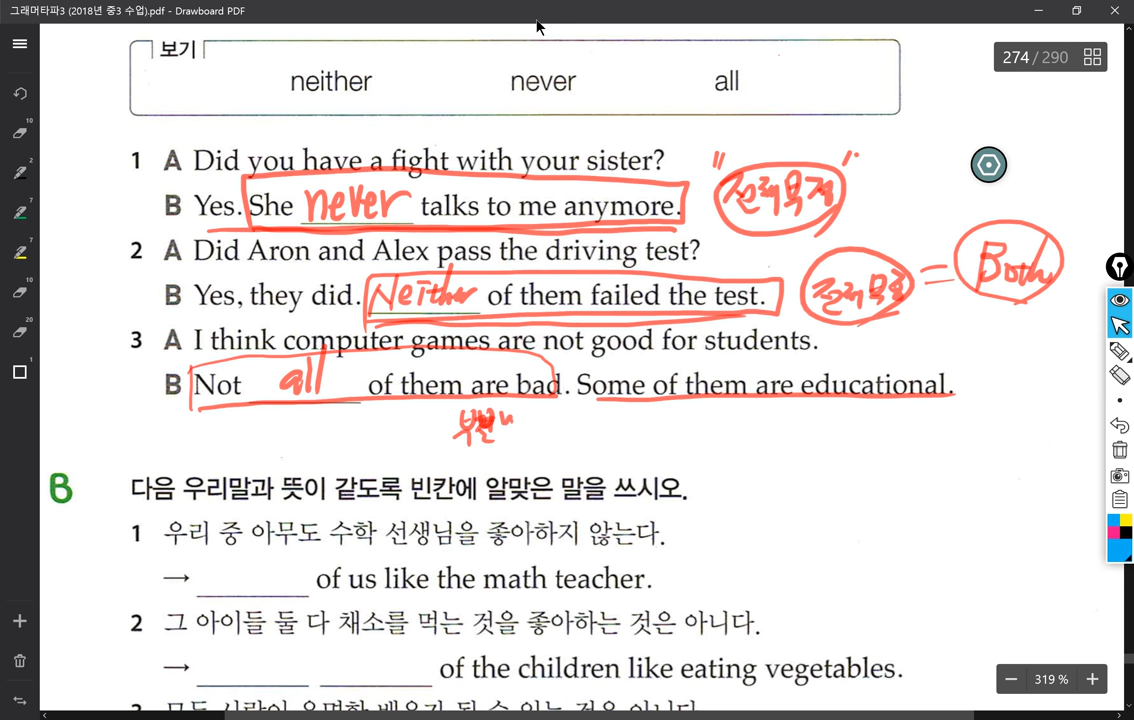 그래머타파3 (2018년 중3 수업).pdf - Drawboard PDF
보기
274 / 290
neither never all
1 A Did you have a fight with your sister?
B Yes. She never talks to me anymore.
"전체부정"
2 A Did Aron and Alex pass the driving test?
B Yes, they did. Neither of them failed the test.
전체부정 = Both
3 A I think computer games are not good for students.
B Not all of them are bad. Some of them are educational.
B 다음 우리말과 뜻이 같도록 빈칸에 알맞은 말을 쓰시오.
1 우리 중 아무도 수학 선생님을 좋아하지 않는다.
→ ________ of us like the math teacher.
2 그 아이들 둘 다 채소를 먹는 것을 좋아하는 것은 아니다.
→ ________ ________ of the children like eating vegetables.
319 %
10
2
7
7
10
20
1